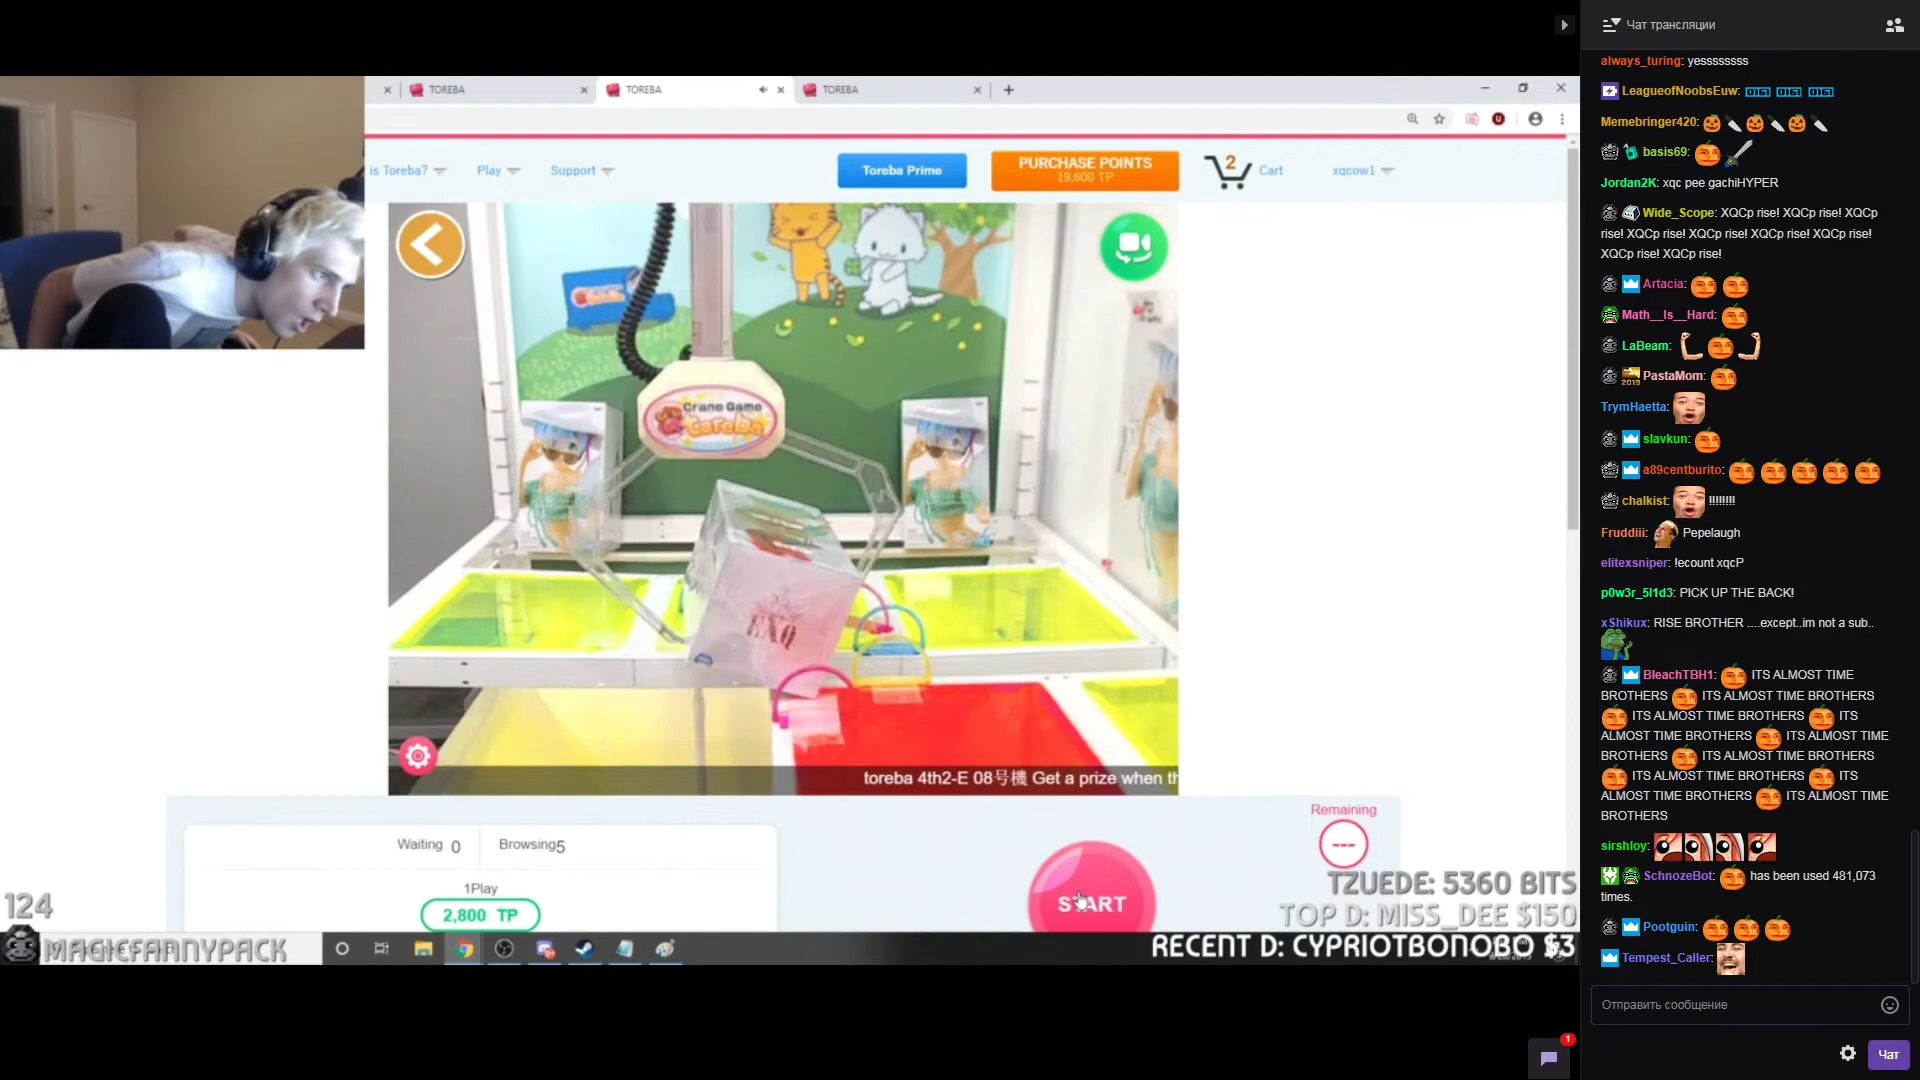 TOREBA
TOREBA
TOREBA
is Toreba?
Play
Support
Toreba Prime
PURCHASE POINTS
19,600 TP
2
Cart
xqcow1
Crane Game
toreba
toreba 4th2-E 08号機 Get a prize when th
Waiting 0
Browsing5
1Play
2,800 TP
Remaining
---
START
124
MAGICFANNYPACK
TZUEDE: 5360 BITS
TOP D: MISS_DEE $150
RECENT D: CYPRIOTBONOBO $3
Чат трансляции
always_turing: yessssssss
LeagueofNoobsEuw:
Memebringer420:
basis69:
Jordan2K: xqc pee gachiHYPER
Wide_Scope: XQCp rise! XQCp rise! XQCp
rise! XQCp rise! XQCp rise! XQCp rise!
XQCp rise! XQCp rise!
Artacia:
Math__Is__Hard:
LaBeam:
2019 PastaMom:
TrymHaetta:
slavkun:
a89centburito:
chalkist: !!!!!!!!
Fruddiii: Pepelaugh
elitexsniper: !ecount xqcP
p0w3r_5l1d3: PICK UP THE BACK!
xShikux: RISE BROTHER ....except..im not a sub..
BleachTBH1: ITS ALMOST TIME
BROTHERS ITS ALMOST TIME BROTHERS
ITS ALMOST TIME BROTHERS ITS
ALMOST TIME BROTHERS ITS ALMOST TIME
BROTHERS ITS ALMOST TIME BROTHERS
ITS ALMOST TIME BROTHERS ITS
ALMOST TIME BROTHERS ITS ALMOST TIME
BROTHERS
sirshloy:
SchnozeBot: has been used 481,073
times.
Pootguin:
Tempest_Caller:
Отправить сообщение
1
Чат